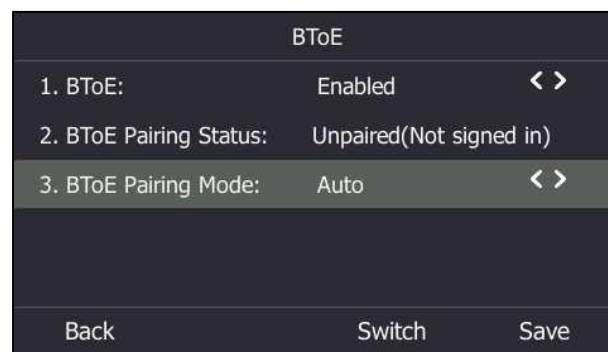 BToE
1. BToE: Enabled < >
2. BToE Pairing Status: Unpaired(Not signed in)
3. BToE Pairing Mode: Auto < >
Back Switch Save